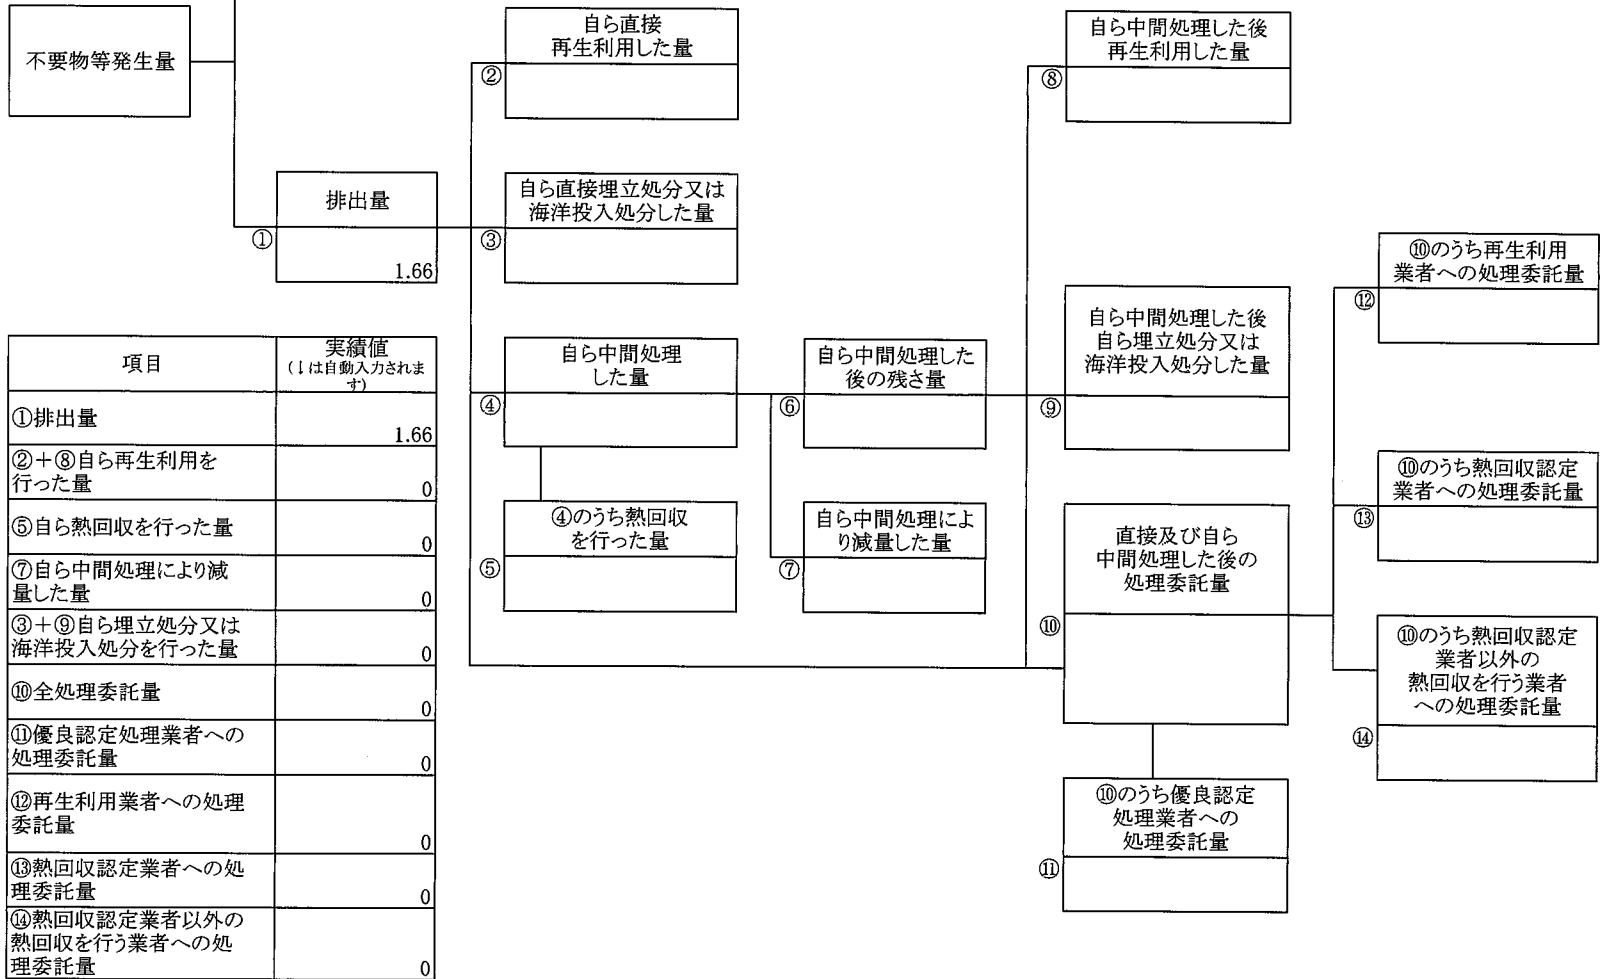 不要物等発生量
自ら直接
再生利用した量
②
自ら中間処理した後
再生利用した量
⑧
排出量
①
1.66
自ら直接埋立処分又は
海洋投入処分した量
③
⑩のうち再生利用
業者への処理委託量
⑫
自ら中間処理
した量
④
自ら中間処理した
後の残さ量
⑥
自ら中間処理した後
自ら埋立処分又は
海洋投入処分した量
⑨
⑩のうち熱回収認定
業者への処理委託量
⑬
④のうち熱回収
を行った量
⑤
自ら中間処理によ
り減量した量
⑦
直接及び自ら
中間処理した後の
処理委託量
⑩
⑩のうち熱回収認定
業者以外の
熱回収を行う業者
への処理委託量
⑭
⑩のうち優良認定
処理業者への
処理委託量
⑪
項目
実績値
(↓は自動入力されま
す)
①排出量
1.66
②+⑧自ら再生利用を
行った量
0
⑤自ら熱回収を行った量
0
⑦自ら中間処理により減
量した量
0
③+⑨自ら埋立処分又は
海洋投入処分を行った量
0
⑩全処理委託量
0
⑪優良認定処理業者への
処理委託量
0
⑫再生利用業者への処理
委託量
0
⑬熱回収認定業者への処
理委託量
0
⑭熱回収認定業者以外の
熱回収を行う業者への処
理委託量
0